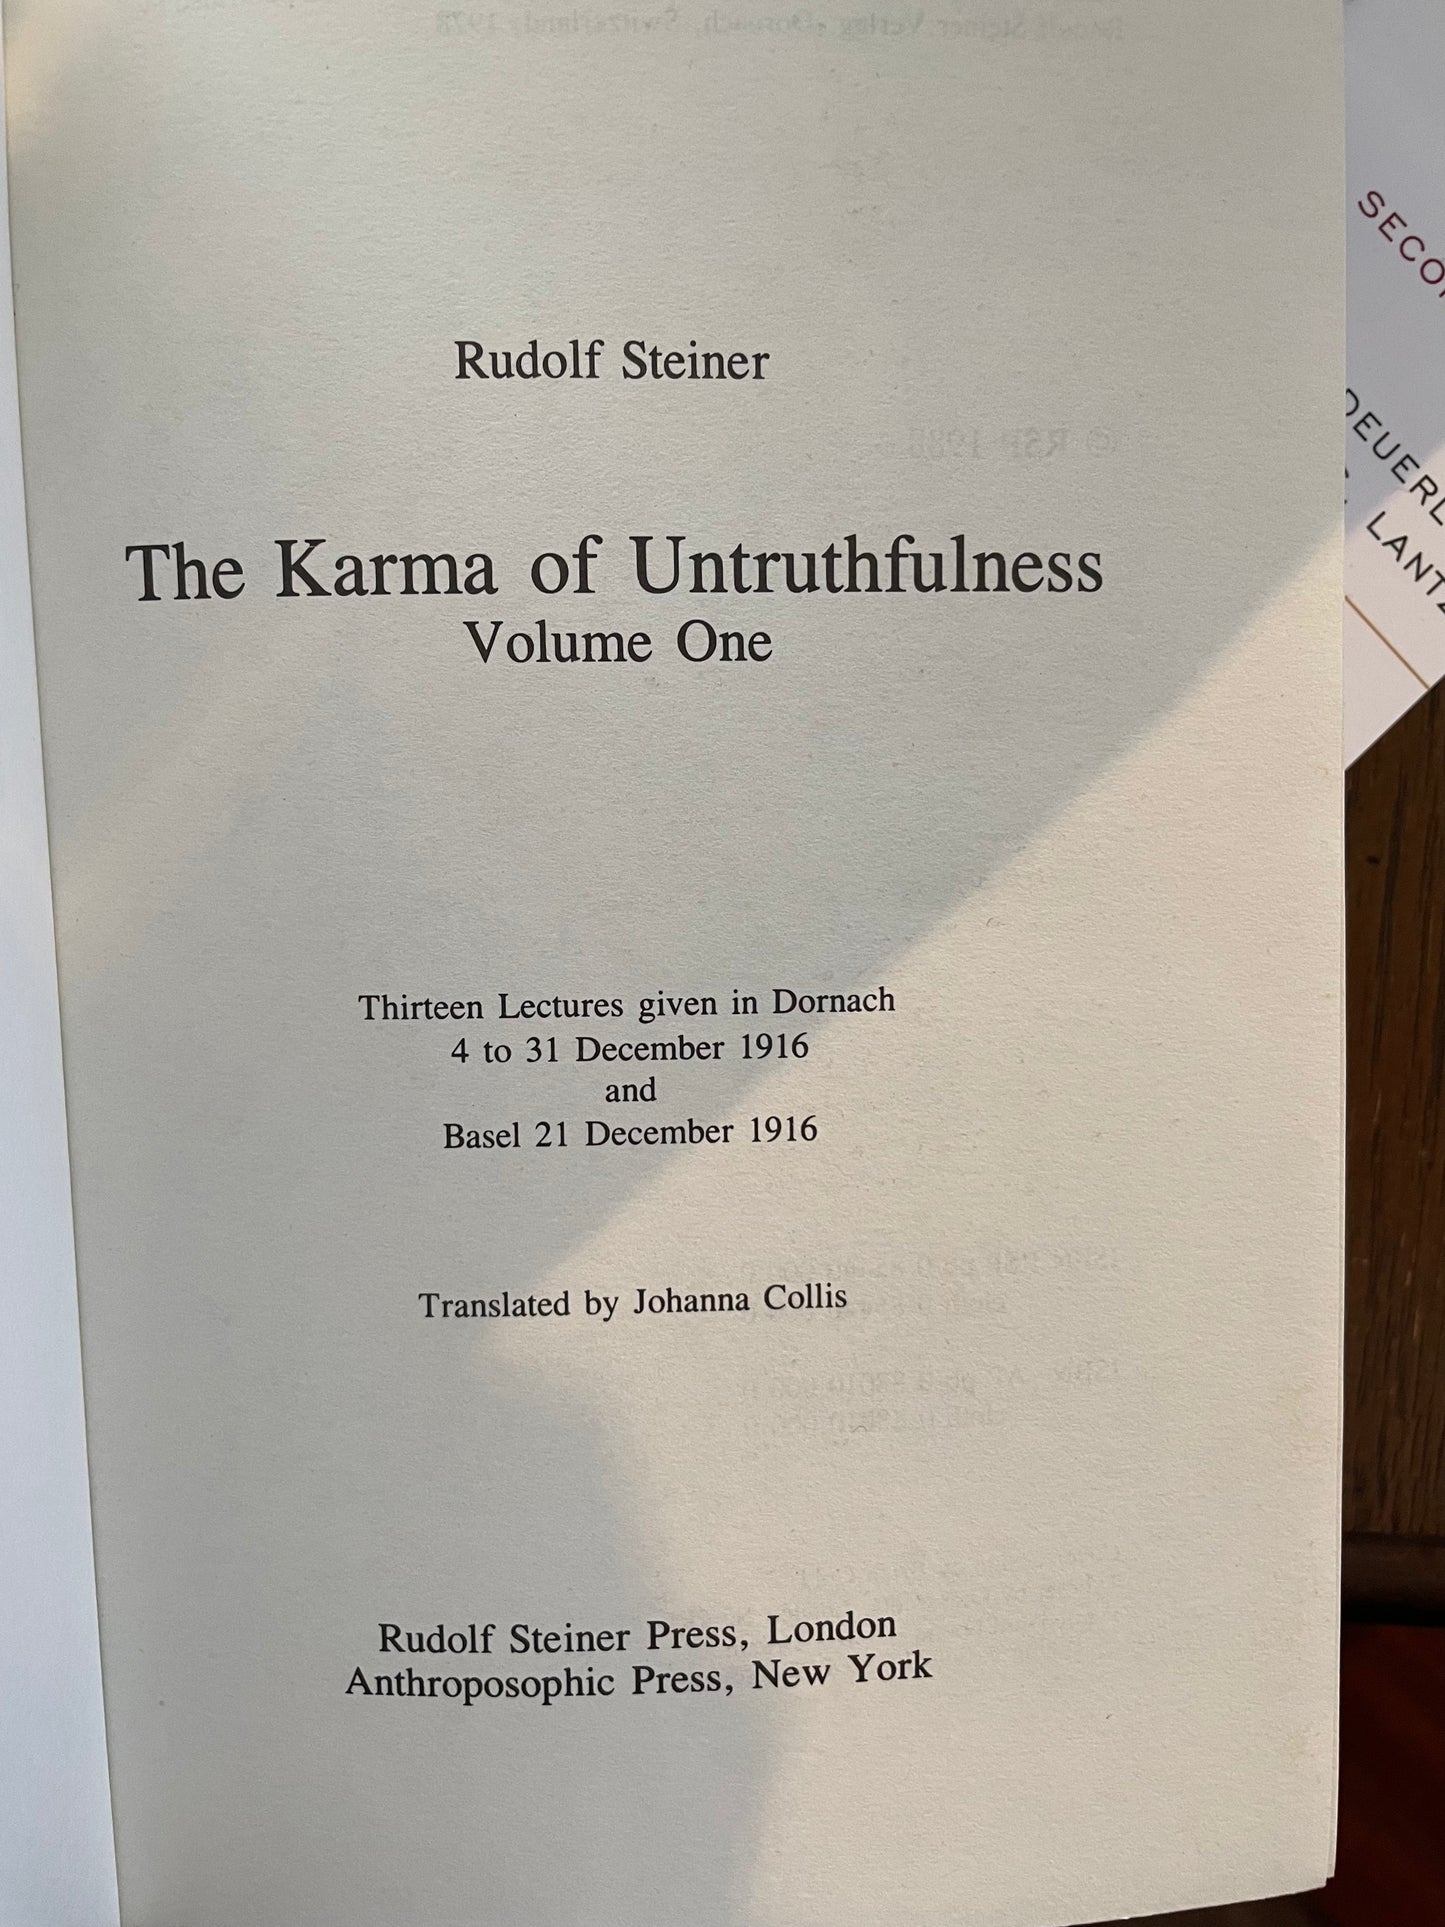 Rudolf Steiner
The Karma of Untruthfulness
Volume One
Thirteen Lectures given in Dornach
4 to 31 December 1916
and
Basel 21 December 1916
Translated by Johanna Collis
Rudolf Steiner Press, London
Anthroposophic Press, New York